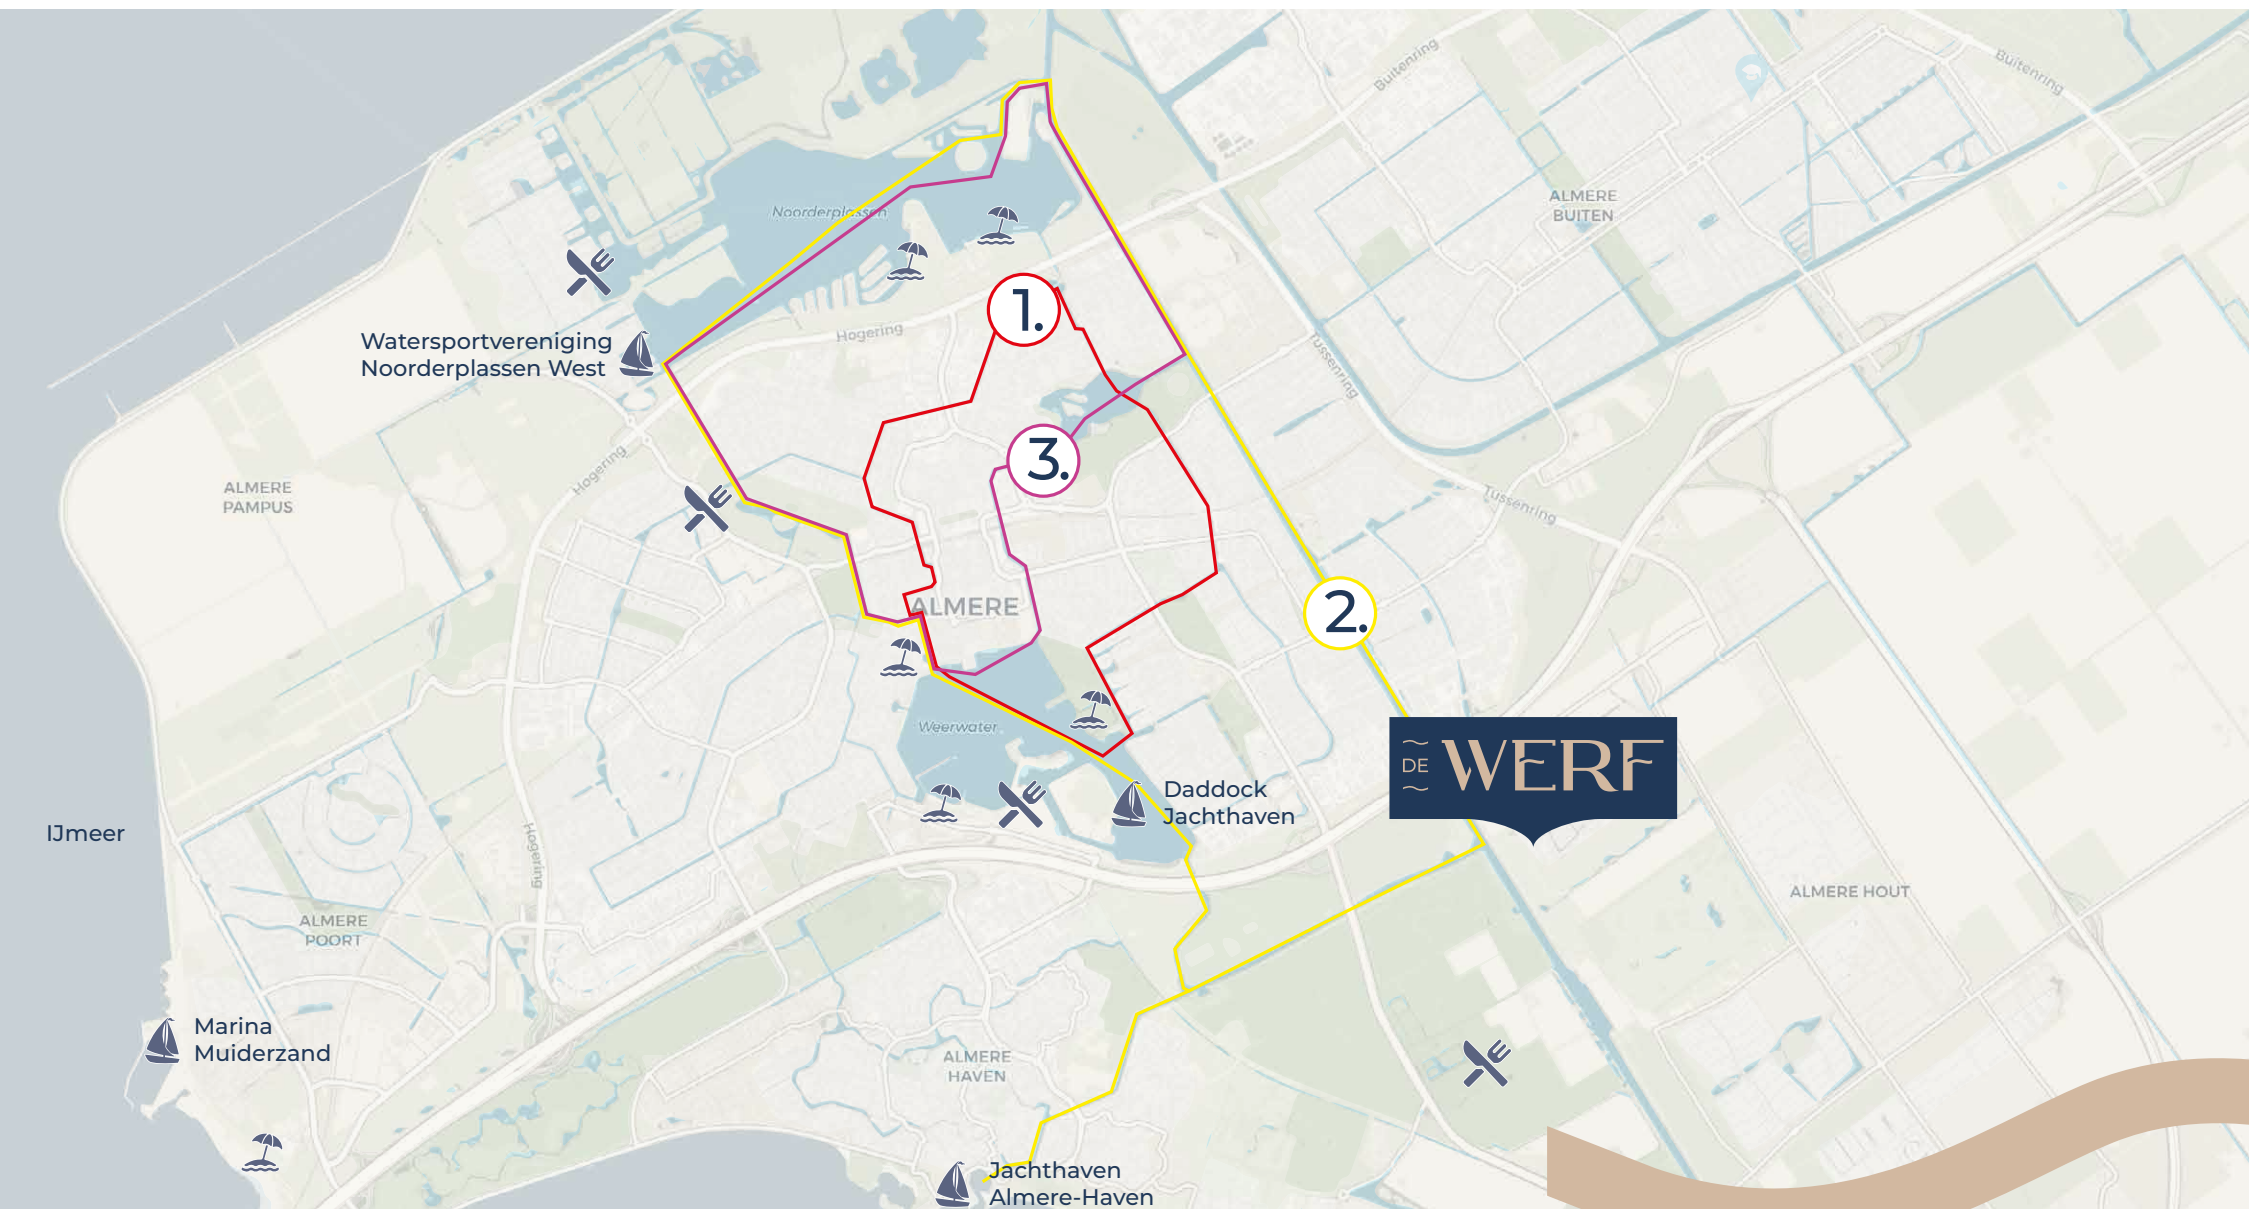 Buitenring
Buitenring
ALMERE
BUITEN
Noorderplassen
1.
Hogering
Tussenring
Watersportvereniging
Noorderplassen West
3.
Hogering
ALMERE
PAMPUS
Tussenring
ALMERE
2.
Weerwater
DE WERF
Daddock
Jachthaven
IJmeer
Hogering
ALMERE HOUT
ALMERE
POORT
Marina
Muiderzand
ALMERE
HAVEN
Jachthaven
Almere-Haven